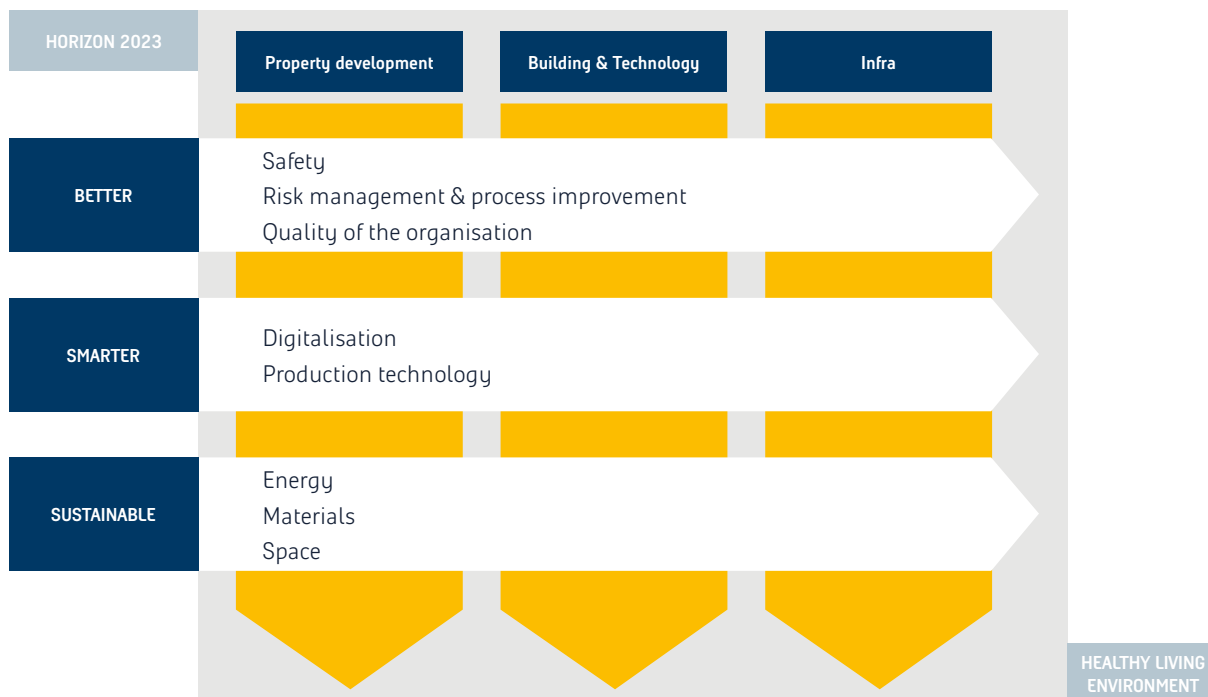 HORIZON 2023
Property development
Building & Technology
Infra
BETTER
Safety
Risk management & process improvement
Quality of the organisation
SMARTER
Digitalisation
Production technology
SUSTAINABLE
Energy
Materials
Space
HEALTHY LIVING
ENVIRONMENT